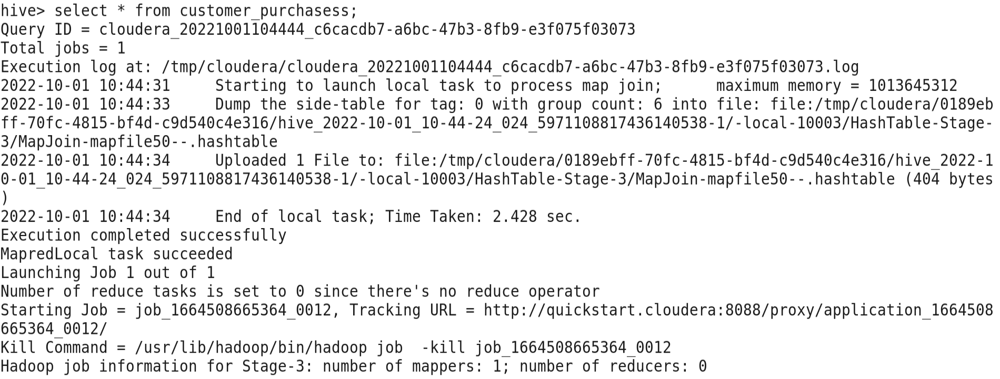 hive> select * from customer_purchasess;
Query ID = cloudera_20221001104444_c6cacdb7-a6bc-47b3-8fb9-e3f075f03073
Total jobs = 1
Execution log at: /tmp/cloudera/cloudera_20221001104444_c6cacdb7-a6bc-47b3-8fb9-e3f075f03073.log
2022-10-01 10:44:31     Starting to launch local task to process map join;      maximum memory = 1013645312
2022-10-01 10:44:33     Dump the side-table for tag: 0 with group count: 6 into file: file:/tmp/cloudera/0189eb
ff-70fc-4815-bf4d-c9d540c4e316/hive_2022-10-01_10-44-24_024_5971108817436140538-1/-local-10003/HashTable-Stage-
3/MapJoin-mapfile50--.hashtable
2022-10-01 10:44:34     Uploaded 1 File to: file:/tmp/cloudera/0189ebff-70fc-4815-bf4d-c9d540c4e316/hive_2022-1
0-01_10-44-24_024_5971108817436140538-1/-local-10003/HashTable-Stage-3/MapJoin-mapfile50--.hashtable (404 bytes
)
2022-10-01 10:44:34     End of local task; Time Taken: 2.428 sec.
Execution completed successfully
MapredLocal task succeeded
Launching Job 1 out of 1
Number of reduce tasks is set to 0 since there's no reduce operator
Starting Job = job_1664508665364_0012, Tracking URL = http://quickstart.cloudera:8088/proxy/application_1664508
665364_0012/
Kill Command = /usr/lib/hadoop/bin/hadoop job  -kill job_1664508665364_0012
Hadoop job information for Stage-3: number of mappers: 1; number of reducers: 0